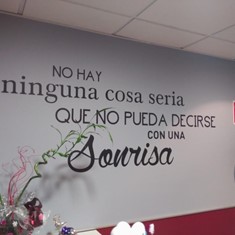 NO HAY
ninguna cosa seria
QUE NO PUEDA DECIRSE
CON UNA
Sonrisa